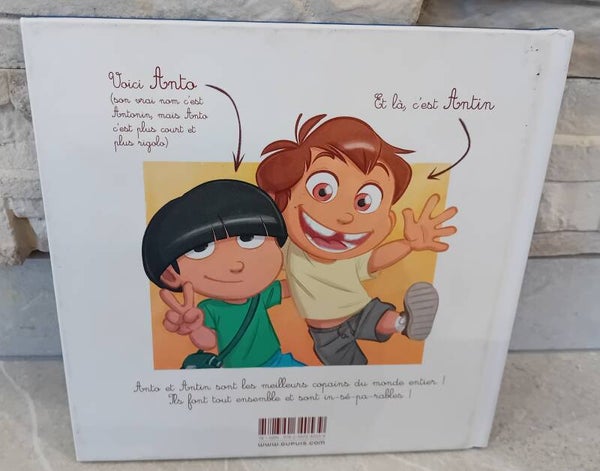 Voici Anto
(son vrai nom c'est
Antonin, mais Anto
c'est plus court et
plus rigolo)
Et là, c'est Antin
Anto et Antin sont les meilleurs copains du monde entier !
Ils font tout ensemble et sont in-sé-pa-rables !
WWW.DUPUIS.COM